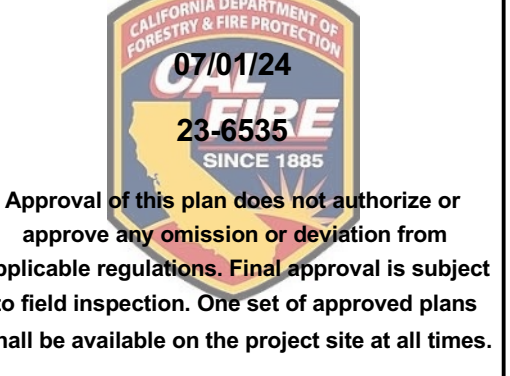 CALIFORNIA DEPARTMENT OF
FORESTRY & FIRE PROTECTION
07/01/24
CAL
FIRE
23-6535
SINCE 1885
Approval of this plan does not authorize or
approve any omission or deviation from
pplicable regulations. Final approval is subject
to field inspection. One set of approved plans
hall be available on the project site at all times.